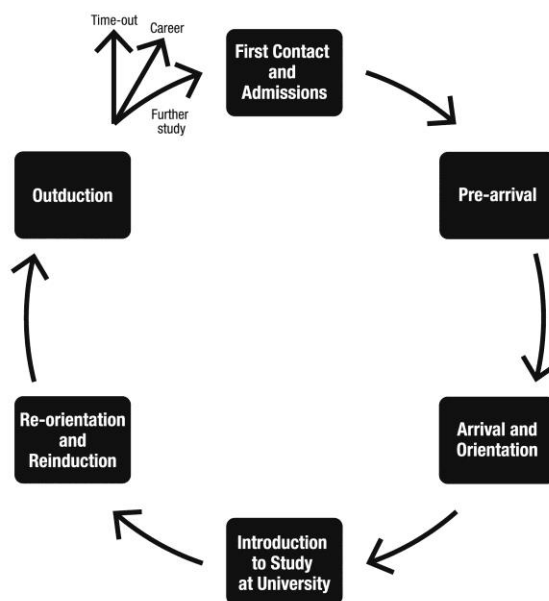 Time-out
Career
Further
study
First Contact
and
Admissions
Pre-arrival
Arrival and
Orientation
Introduction
to Study
at University
Re-orientation
and
Reinduction
Outduction